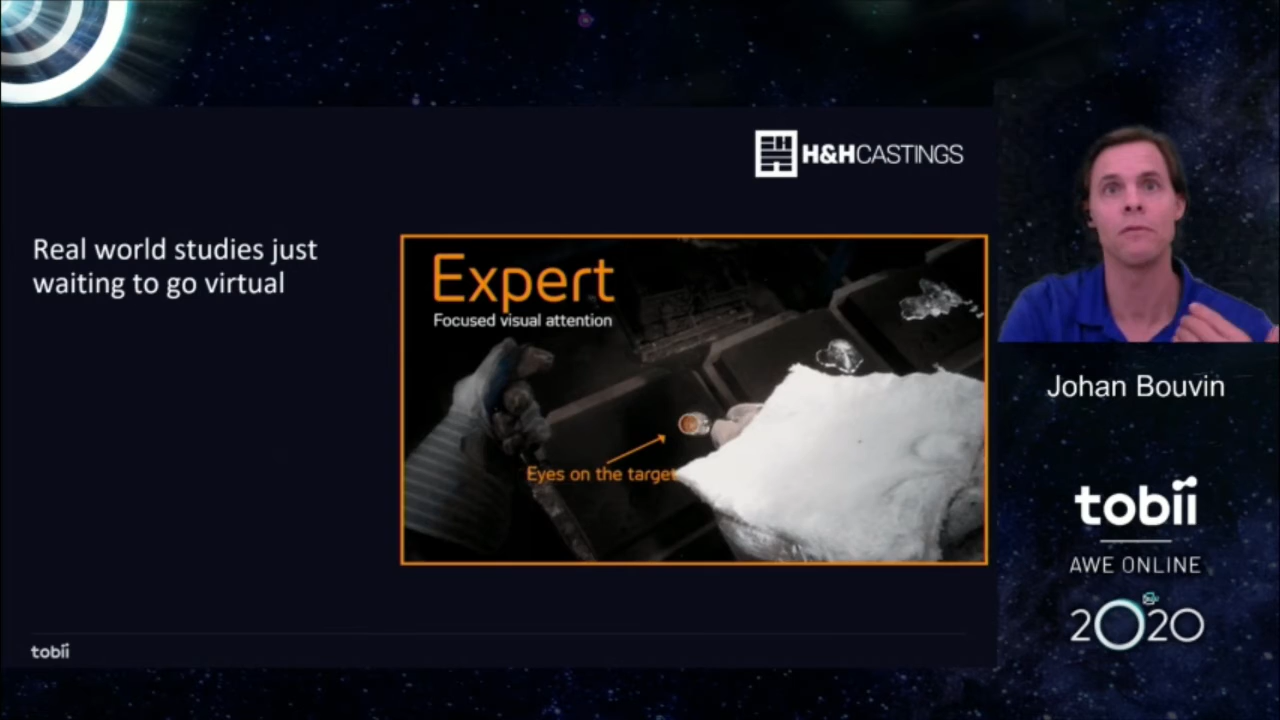 H&HCASTINGS
Real world studies just
waiting to go virtual
Expert
Focused visual attention
Eyes on the target
tobii
Johan Bouvin
tobii
AWE ONLINE
2020